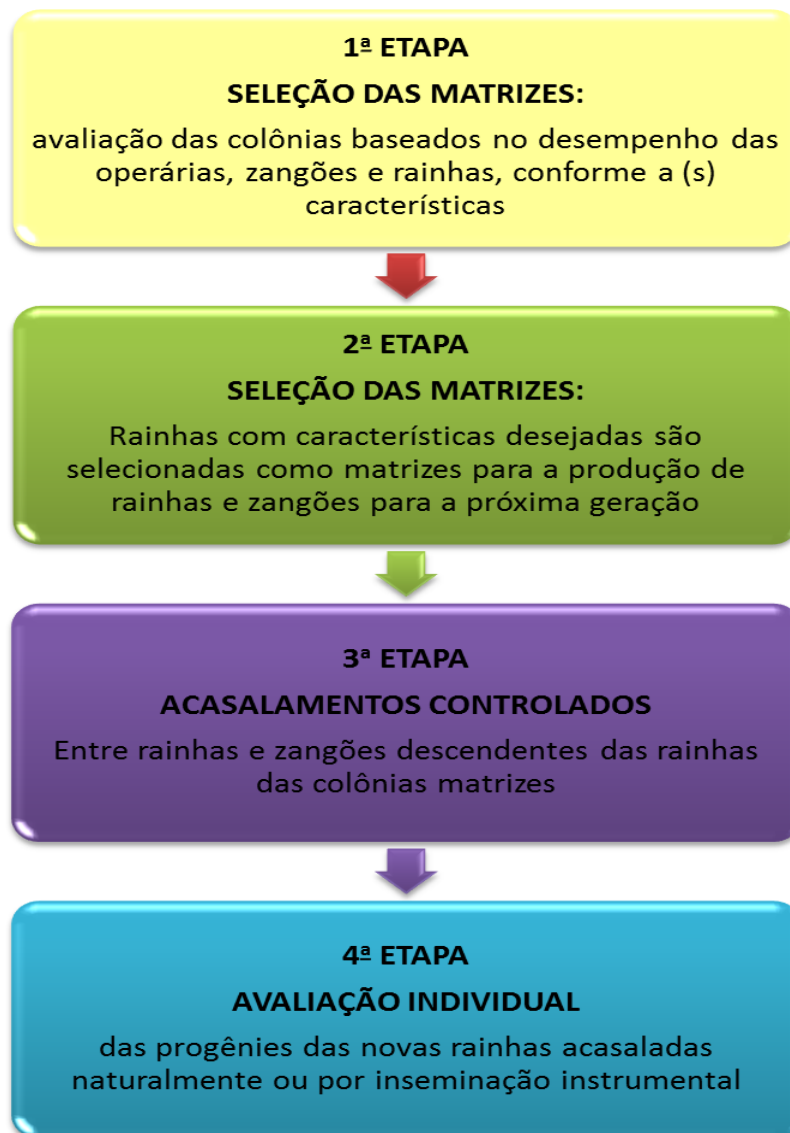 1ª ETAPA
SELEÇÃO DAS MATRIZES:
avaliação das colônias baseados no desempenho das
operárias, zangões e rainhas, conforme a (s)
características
2ª ETAPA
SELEÇÃO DAS MATRIZES:
Rainhas com características desejadas são
selecionadas como matrizes para a produção de
rainhas e zangões para a próxima geração
3ª ETAPA
ACASALAMENTOS CONTROLADOS
Entre rainhas e zangões descendentes das rainhas
das colônias matrizes
4ª ETAPA
AVALIAÇÃO INDIVIDUAL
das progênies das novas rainhas acasaladas
naturalmente ou por inseminação instrumental